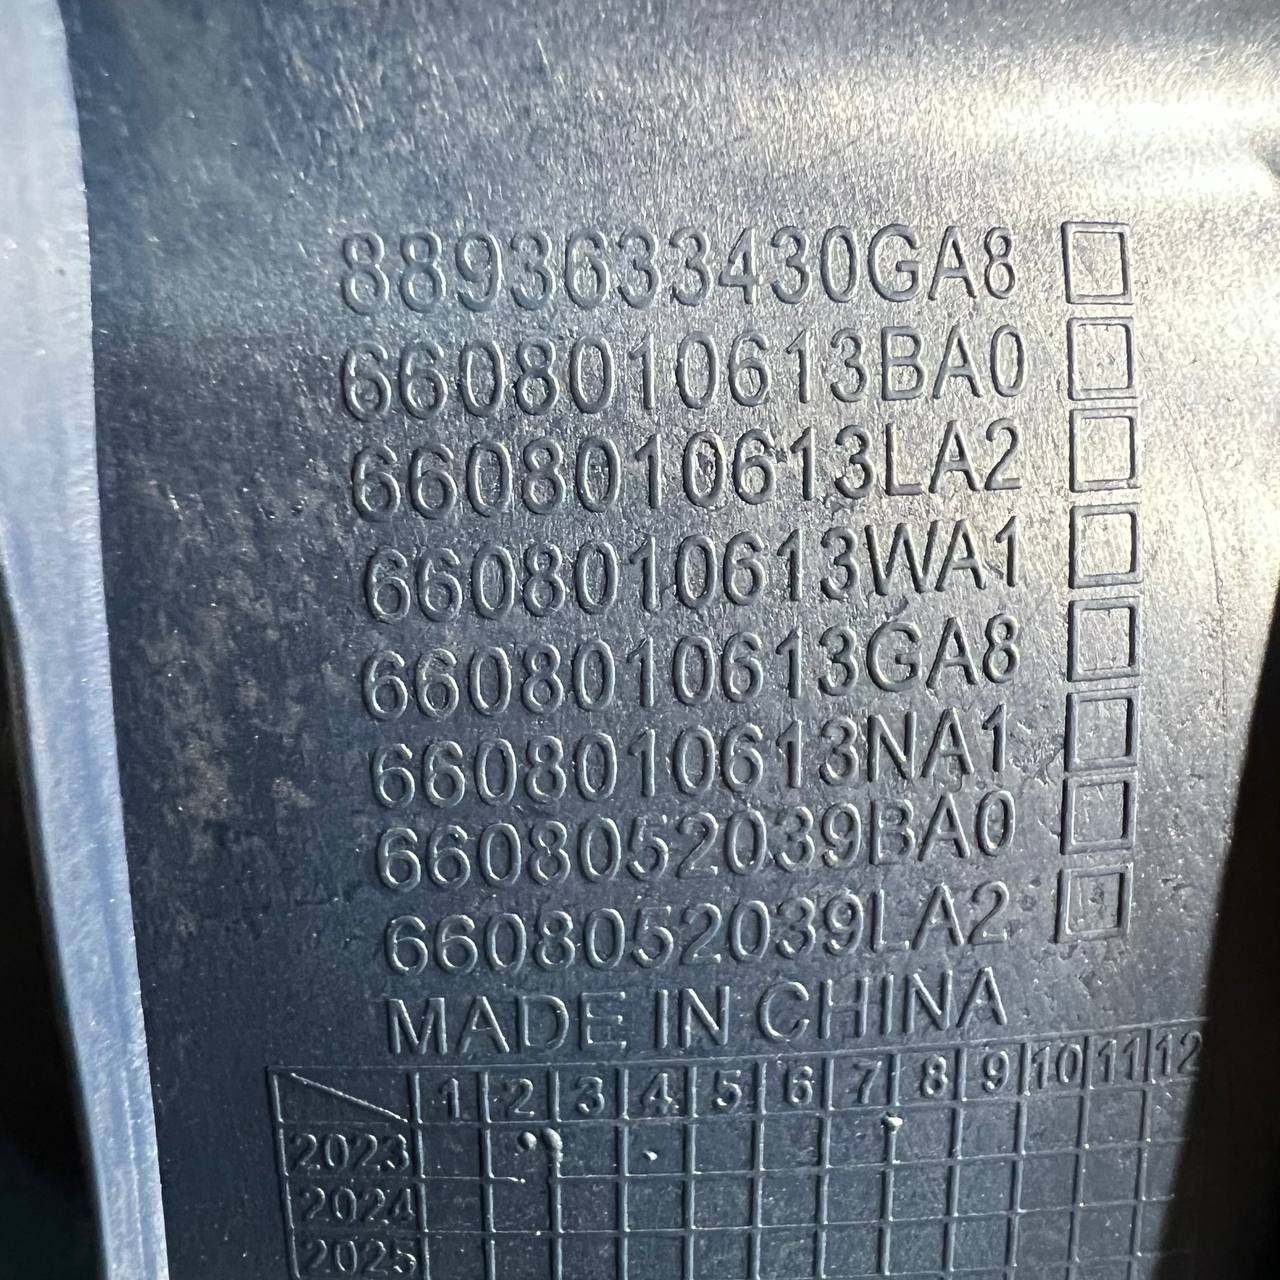 8893633430GA8
6608010613BA0
6608010613LA2
6608010613WA1
6608010613GA8
6608010613NA1
6608052039BA0
6608052039LA2
MADE IN CHINA
1 2 3 4 5 6 7 8 9 10 11 12
2023
2024
2025